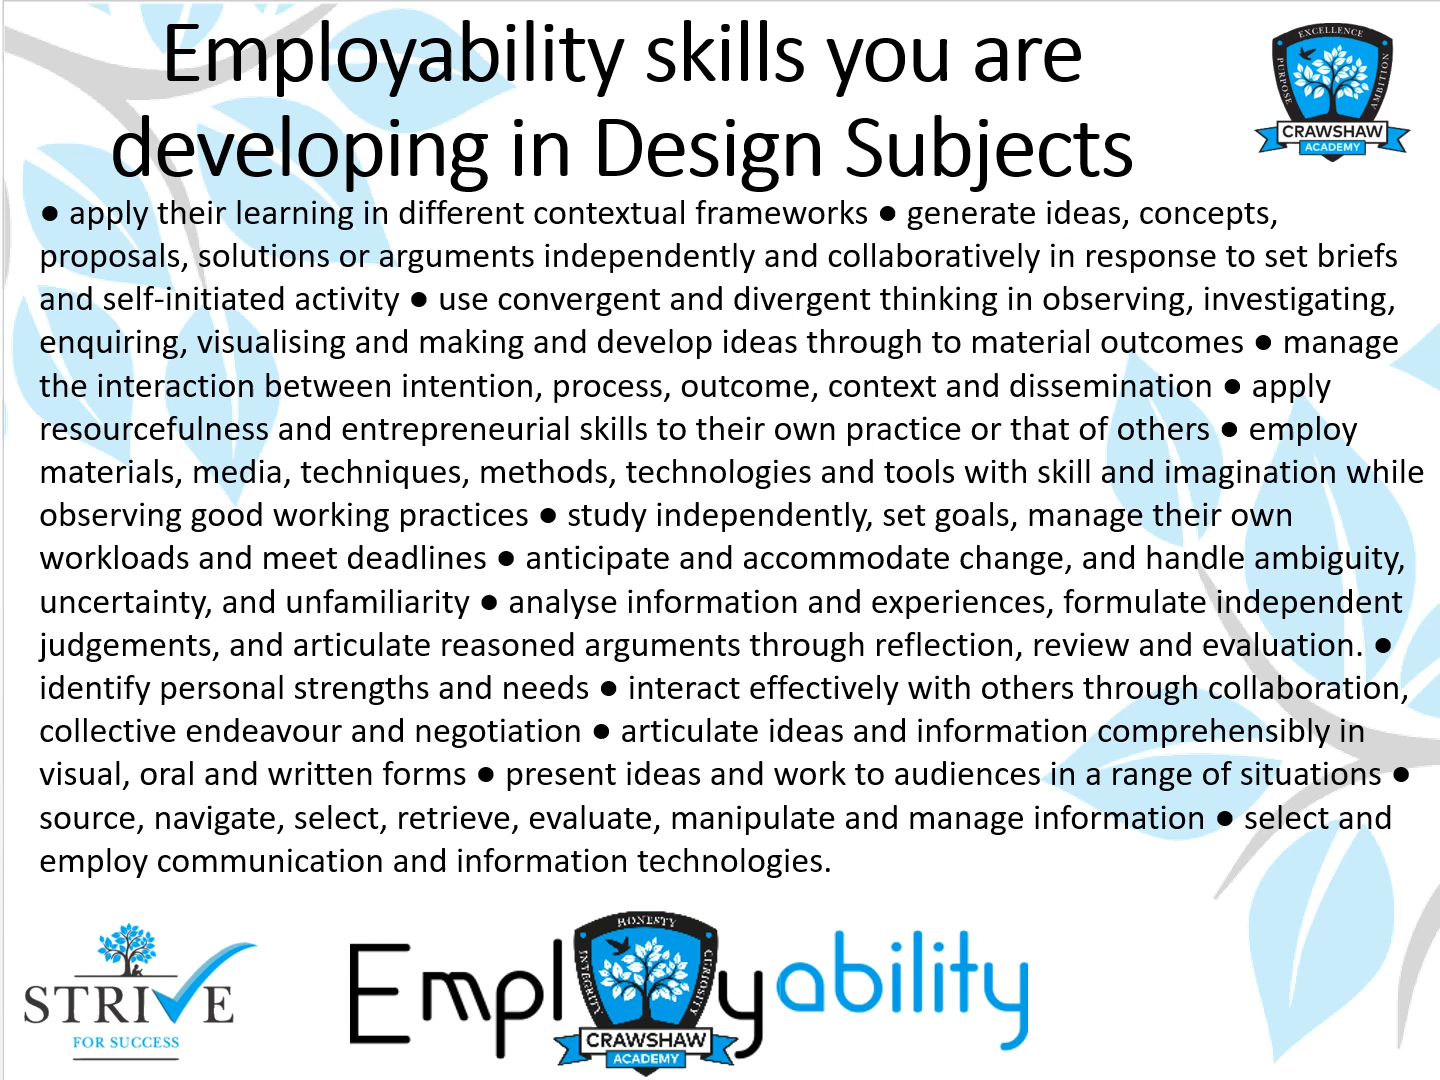 Employability skills you are
developing in Design Subjects
EXCELLENCE
PURPOSE
AMBITION
CRAWSHAW
ACADEMY
● apply their learning in different contextual frameworks ● generate ideas, concepts,
proposals, solutions or arguments independently and collaboratively in response to set briefs
and self-initiated activity ● use convergent and divergent thinking in observing, investigating,
enquiring, visualising and making and develop ideas through to material outcomes ● manage
the interaction between intention, process, outcome, context and dissemination ● apply
resourcefulness and entrepreneurial skills to their own practice or that of others ● employ
materials, media, techniques, methods, technologies and tools with skill and imagination while
observing good working practices ● study independently, set goals, manage their own
workloads and meet deadlines ● anticipate and accommodate change, and handle ambiguity,
uncertainty, and unfamiliarity ● analyse information and experiences, formulate independent
judgements, and articulate reasoned arguments through reflection, review and evaluation. ●
identify personal strengths and needs ● interact effectively with others through collaboration,
collective endeavour and negotiation ● articulate ideas and information comprehensibly in
visual, oral and written forms ● present ideas and work to audiences in a range of situations ●
source, navigate, select, retrieve, evaluate, manipulate and manage information ● select and
employ communication and information technologies.
STRIVE
FOR SUCCESS
Employability
HONESTY
INTEGRITY
CURIOSITY
CRAWSHAW
ACADEMY